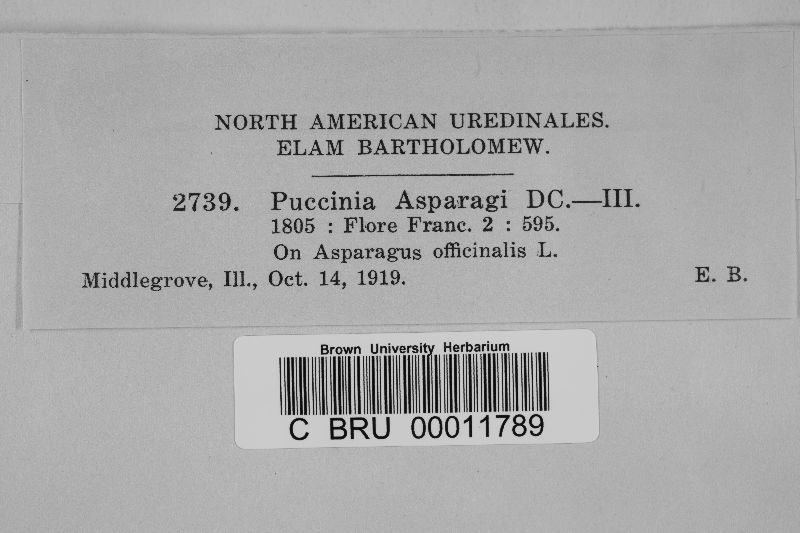 NORTH AMERICAN UREDINALES.
ELAM BARTHOLOMEW.
2739. Puccinia Asparagi DC.—III.
1805 : Flore Franc. 2 : 595.
On Asparagus officinalis L.
Middlegrove, Ill., Oct. 14, 1919. E. B.
Brown University Herbarium
C BRU 00011789